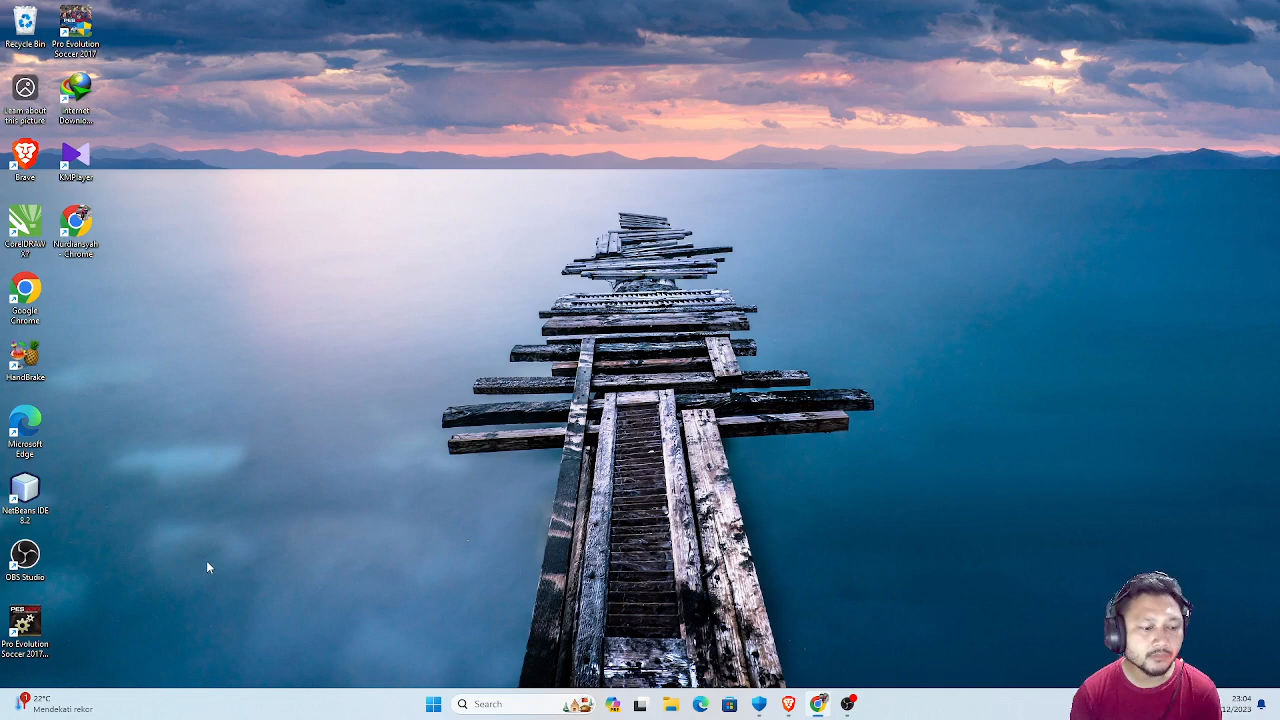 Recycle Bin
Pro Evolution
Soccer 2017
Learn about
this picture
Internet
Downlo...
Brave
KMPlayer
CorelDRAW
X7
Nurdiansyah
- Chrome
Google
Chrome
HandBrake
Microsoft
Edge
NetBeans IDE
8.2
OBS Studio
Pro Evolution
Soccer 2017...
22°C
Mendekati rekor
Search
23:04
/12/2023